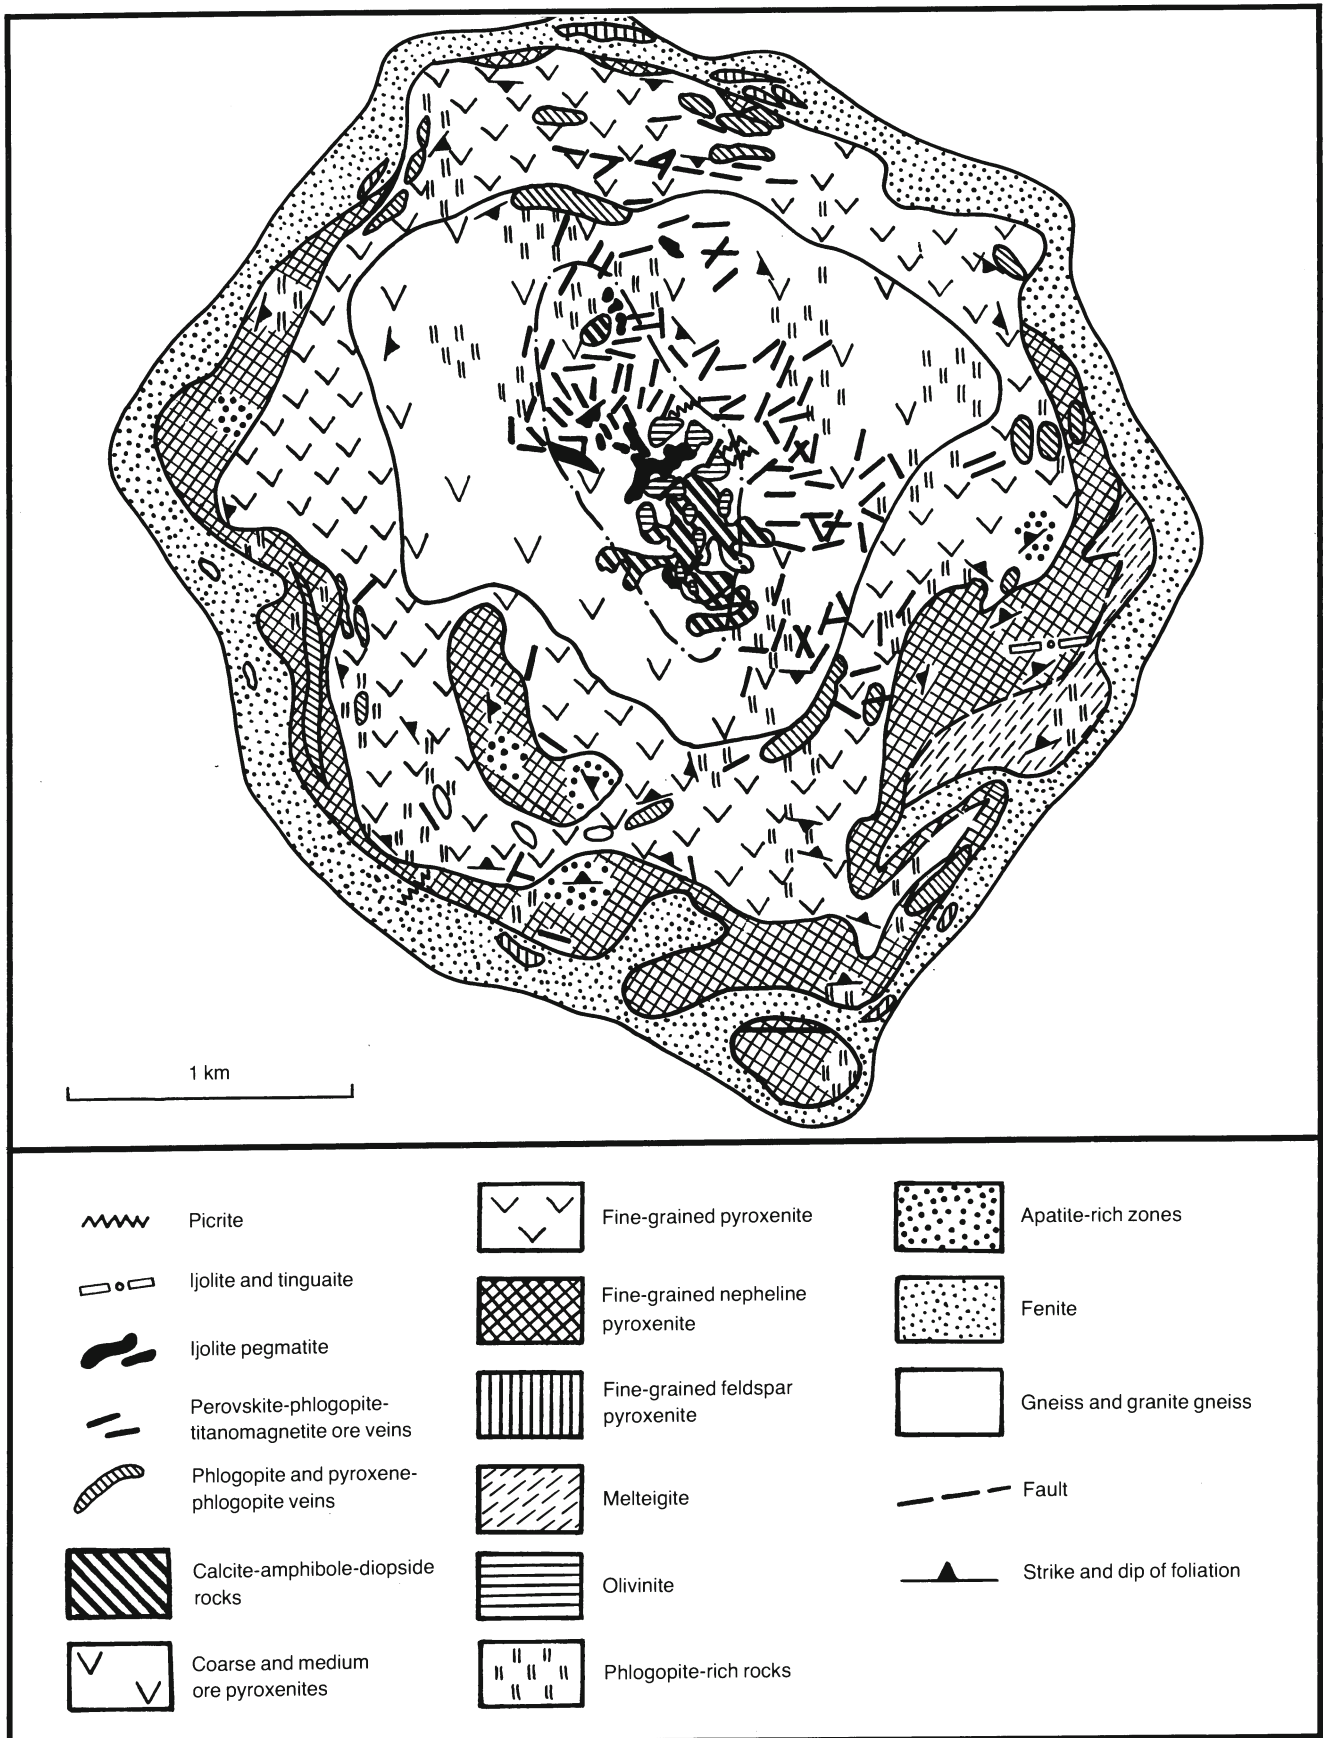 1 km
Picrite
Ijolite and tinguaite
Ijolite pegmatite
Perovskite-phlogopite-
titanomagnetite ore veins
Phlogopite and pyroxene-
phlogopite veins
Calcite-amphibole-diopside
rocks
Coarse and medium
ore pyroxenites
Fine-grained pyroxenite
Fine-grained nepheline
pyroxenite
Fine-grained feldspar
pyroxenite
Melteigite
Olivinite
Phlogopite-rich rocks
Apatite-rich zones
Fenite
Gneiss and granite gneiss
Fault
Strike and dip of foliation